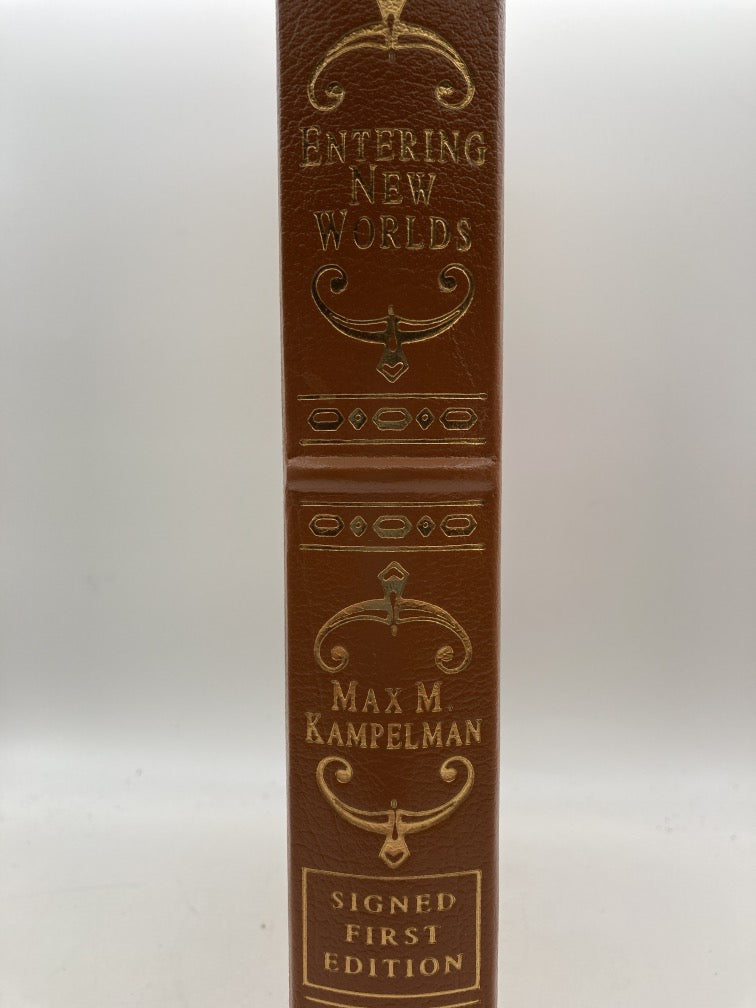 ENTERING
NEW
WORLDS
MAX M.
KAMPELMAN
SIGNED
FIRST
EDITION